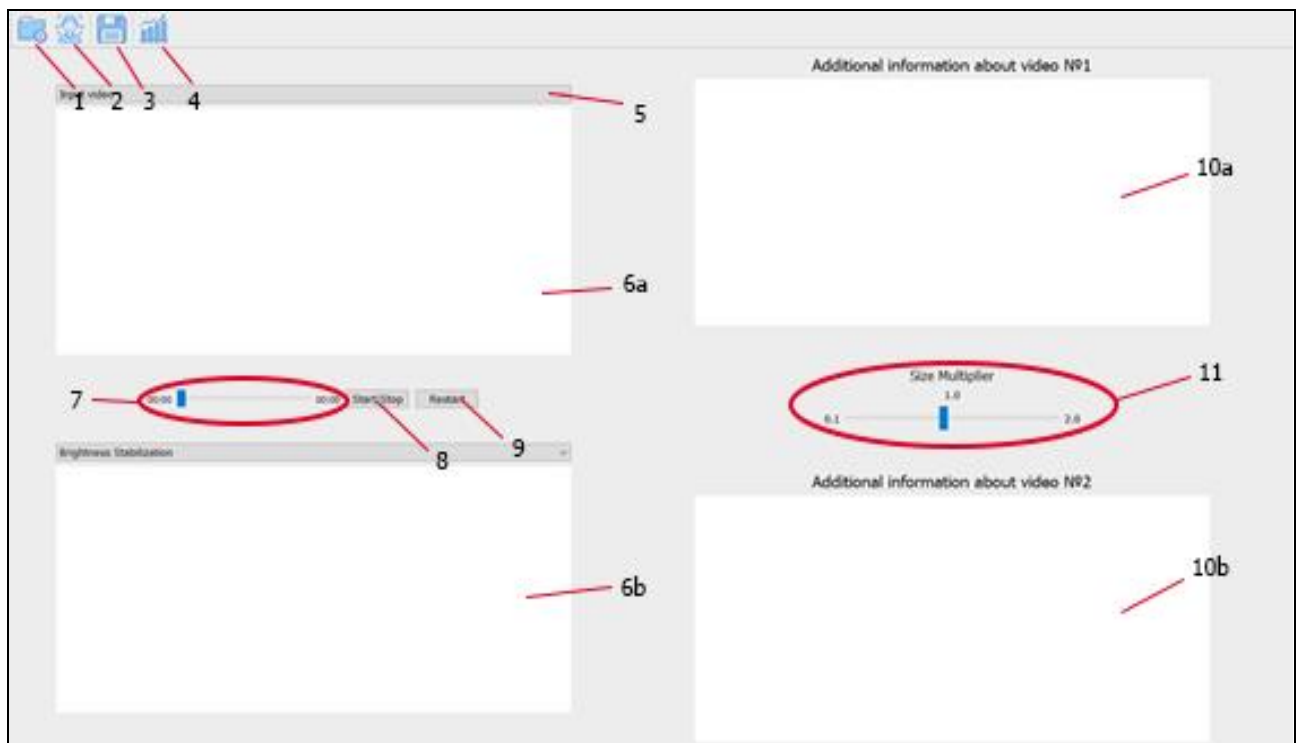 Additional information about video №1
Input video
1 2 3 4
5
10a
6a
Size Multiplier
1.0
0.1 2.0
11
7
00:00 00:00 Start/Stop Restart
8
9
Brightness Stabilization
Additional information about video №2
6b
10b